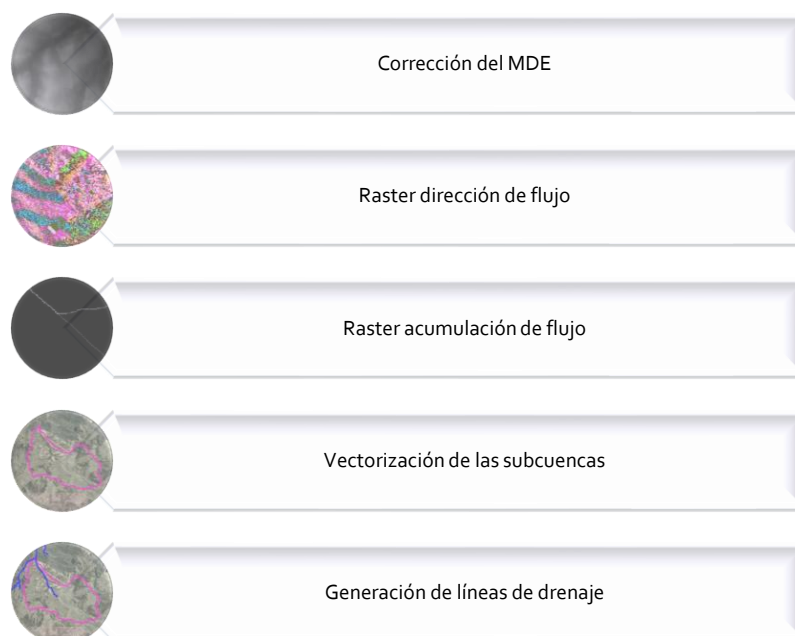 Corrección del MDE
Raster dirección de flujo
Raster acumulación de flujo
Vectorización de las subcuencas
Generación de líneas de drenaje